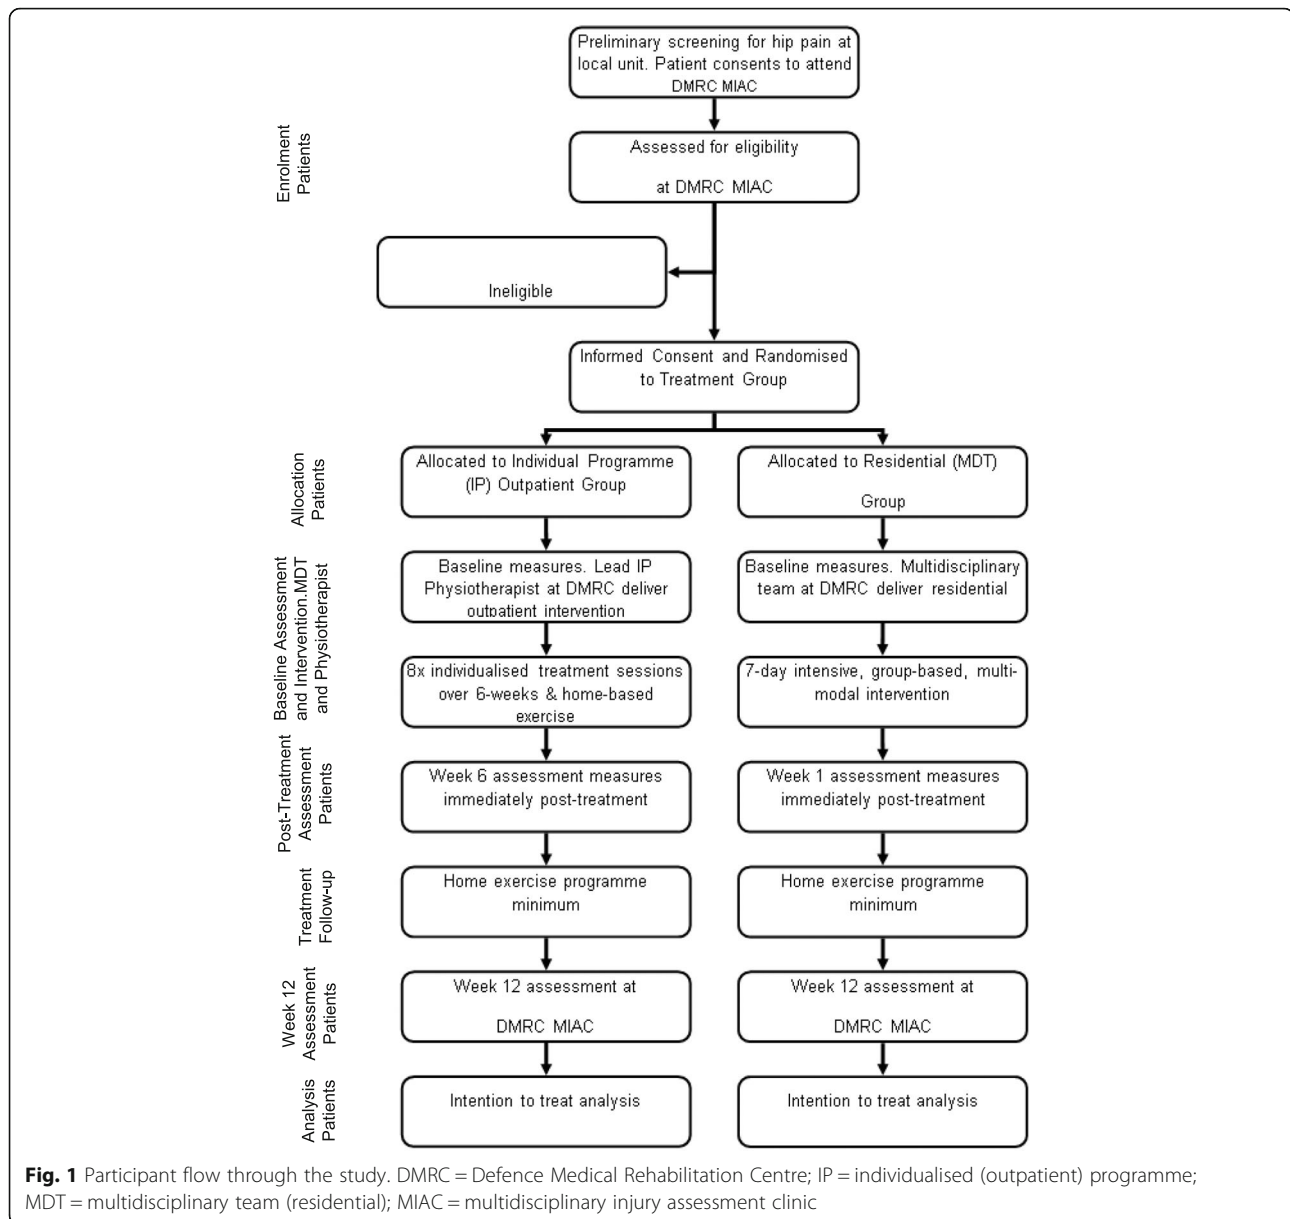 Preliminary screening for hip pain at
local unit. Patient consents to attend
DMRC MIAC
Enrolment
Patients
Assessed for eligibility
at DMRC MIAC
Ineligible
Informed Consent and Randomised
to Treatment Group
Allocation
Patients
Allocated to Individual Programme
(IP) Outpatient Group
Allocated to Residential (MDT)
Group
Baseline Assessment
and Intervention.MDT
and Physiotherapist
Baseline measures. Lead IP
Physiotherapist at DMRC deliver
outpatient intervention
Baseline measures. Multidisciplinary
team at DMRC deliver residential
8x individualised treatment sessions
over 6-weeks & home-based
exercise
7-day intensive, group-based, multi-
modal intervention
Post-Treatment
Assessment
Patients
Week 6 assessment measures
immediately post-treatment
Week 1 assessment measures
immediately post-treatment
Treatment
Follow-up
Home exercise programme
minimum
Home exercise programme
minimum
Week 12
Assessment
Patients
Week 12 assessment at
DMRC MIAC
Week 12 assessment at
DMRC MIAC
Analysis
Patients
Intention to treat analysis
Intention to treat analysis
Fig. 1 Participant flow through the study. DMRC = Defence Medical Rehabilitation Centre; IP = individualised (outpatient) programme;
MDT = multidisciplinary team (residential); MIAC = multidisciplinary injury assessment clinic